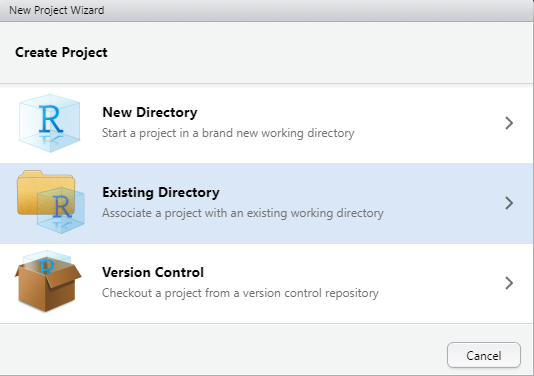 New Project Wizard
Create Project
New Directory
Start a project in a brand new working directory
Existing Directory
Associate a project with an existing working directory
Version Control
Checkout a project from a version control repository
Cancel